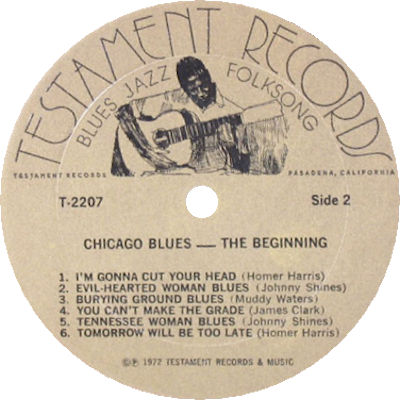 TESTAMENT RECORDS
BLUES JAZZ FOLKSONG
TESTAMENT RECORDS PASADENA, CALIFORNIA
T-2207 Side 2
CHICAGO BLUES — THE BEGINNING
1. I'M GONNA CUT YOUR HEAD (Homer Harris)
2. EVIL-HEARTED WOMAN BLUES (Johnny Shines)
3. BURYING GROUND BLUES (Muddy Waters)
4. YOU CAN'T MAKE THE GRADE (James Clark)
5. TENNESSEE WOMAN BLUES (Johnny Shines)
6. TOMORROW WILL BE TOO LATE (Homer Harris)
©℗ 1977 TESTAMENT RECORDS & MUSIC